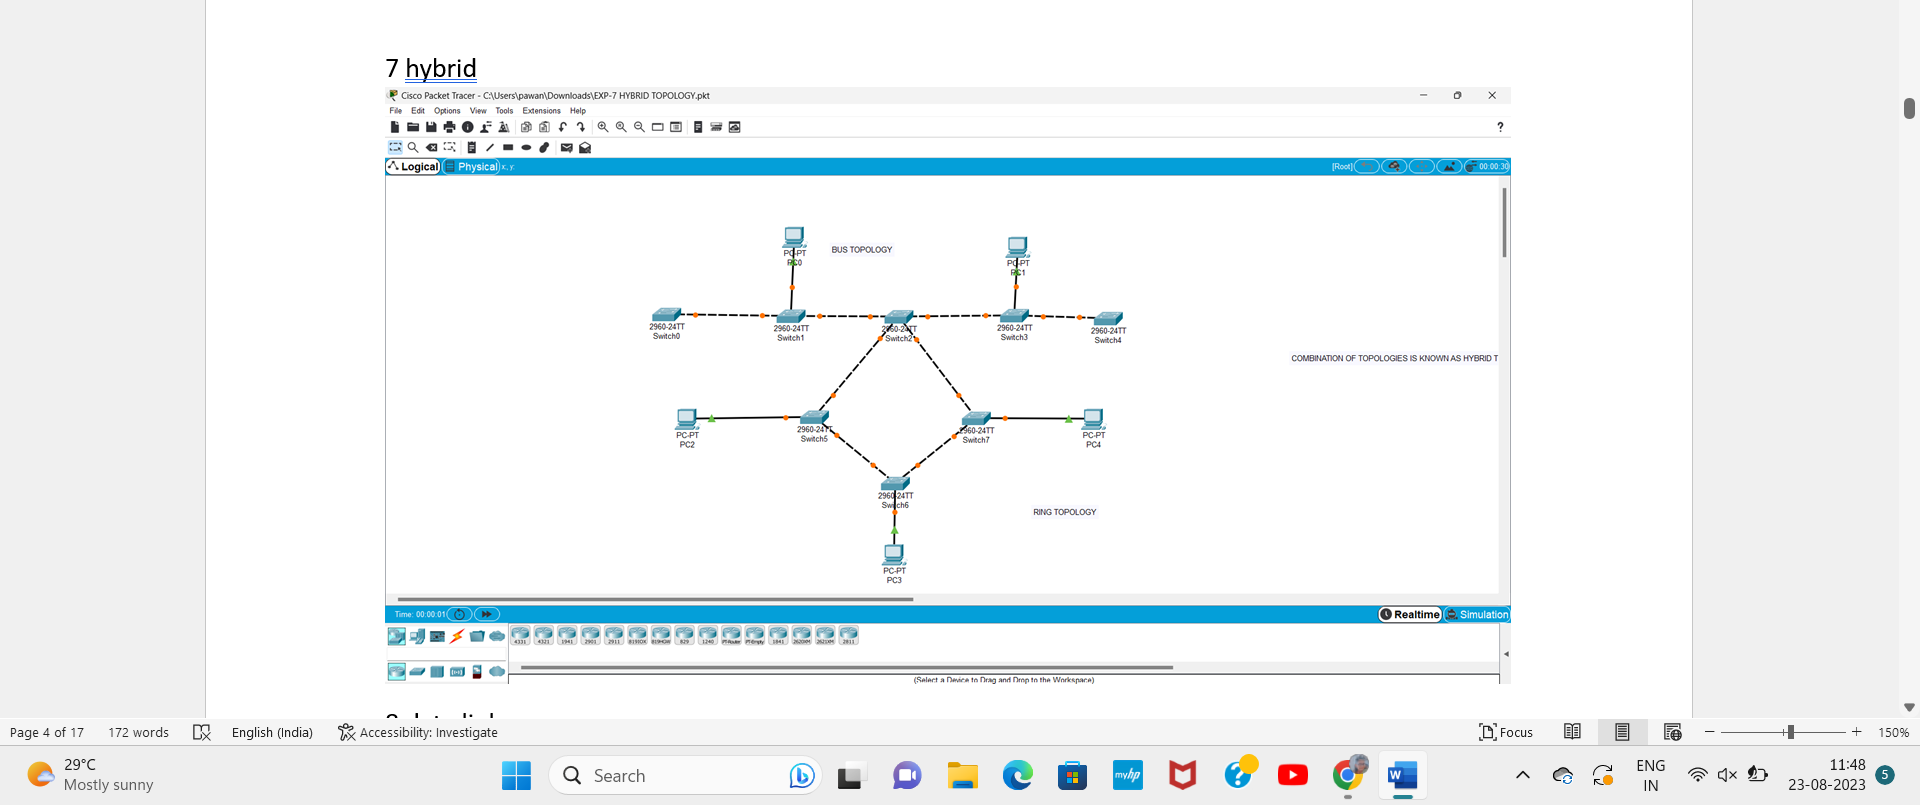 7 hybrid
Cisco Packet Tracer - C:\Users\pawan\Downloads\EXP-7 HYBRID TOPOLOGY.pkt
File Edit Options View Tools Extensions Help
?
Logical Physical x, y:
[Root] 00:00:30
PC-PT
PC0
BUS TOPOLOGY
PC-PT
PC1
2960-24TT
Switch0
2960-24TT
Switch1
2960-24TT
Switch2
2960-24TT
Switch3
2960-24TT
Switch4
COMBINATION OF TOPOLOGIES IS KNOWN AS HYBRID T
PC-PT
PC2
2960-24TT
Switch5
2960-24TT
Switch7
PC-PT
PC4
2960-24TT
Switch6
RING TOPOLOGY
PC-PT
PC3
Time: 00:00:01
Realtime Simulation
4331 4321 1941 2901 2911 819IOX 819HGW 829 1240 PT-Router PT-Empty 1841 2620XM 2621XM 2811
(Select a Device to Drag and Drop to the Workspace)
Page 4 of 17 172 words English (India) Accessibility: Investigate Focus 150%
29°C
Mostly sunny
Search
myhp
ENG
IN
11:48
23-08-2023
5